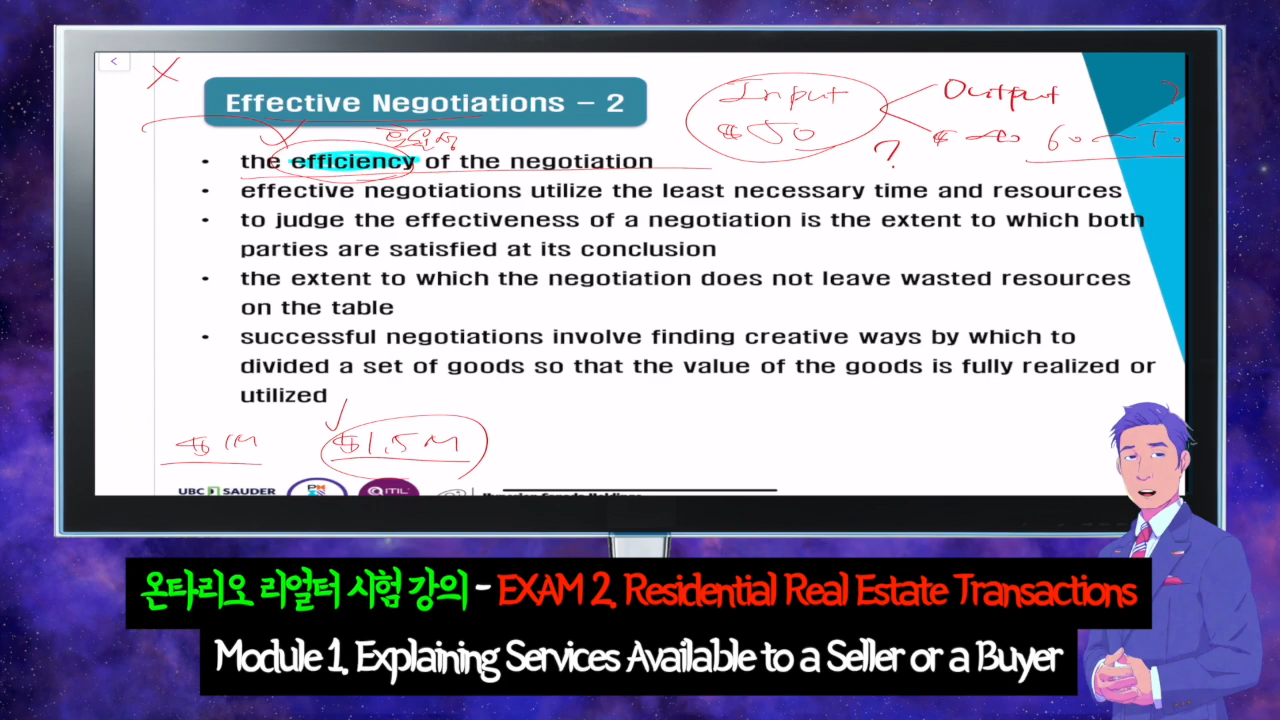 <
Effective Negotiations - 2
Input
$50
Output
?
효율성
• the efficiency of the negotiation
• effective negotiations utilize the least necessary time and resources
• to judge the effectiveness of a negotiation is the extent to which both
parties are satisfied at its conclusion
• the extent to which the negotiation does not leave wasted resources
on the table
• successful negotiations involve finding creative ways by which to
divided a set of goods so that the value of the goods is fully realized or
utilized
$1M
$1.5M
UBC SAUDER
ITIL
온타리오 리얼터 시험 강의 - EXAM 2, Residential Real Estate Transactions
Module 1, Explaining Services Available to a Seller or a Buyer